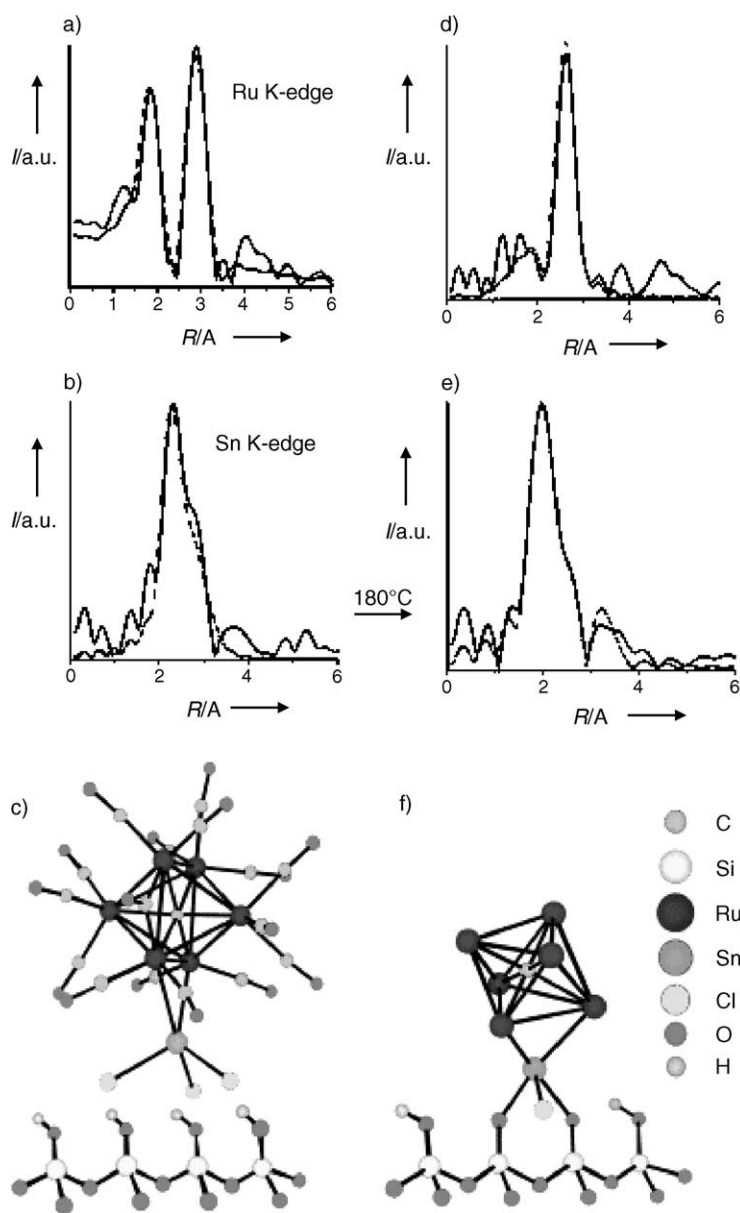 a)
Ru K-edge
I/a.u.
0 1 2 3 4 5 6
R/A
d)
I/a.u.
0 2 4 6
R/A
b)
Sn K-edge
I/a.u.
0 2 4 6
R/A
180°C
e)
I/a.u.
0 2 4 6
R/A
c)
f)
C
Si
Ru
Sn
Cl
O
H